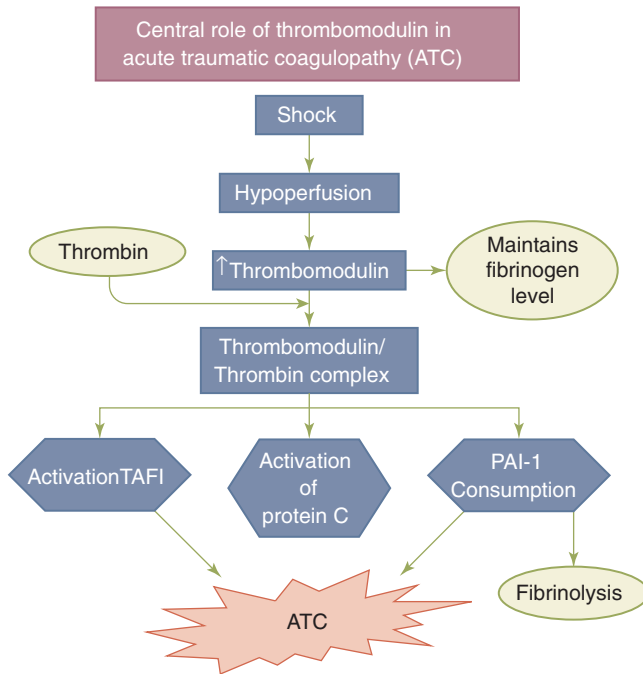 Central role of thrombomodulin in
acute traumatic coagulopathy (ATC)
Shock
Hypoperfusion
Thrombin
↑Thrombomodulin
Maintains
fibrinogen
level
Thrombomodulin/
Thrombin complex
ActivationTAFI
Activation
of
protein C
PAI-1
Consumption
ATC
Fibrinolysis